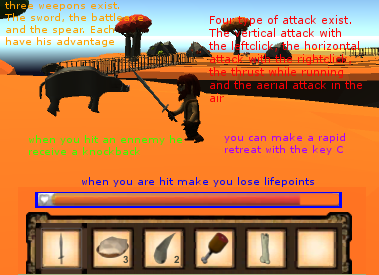 three weapons exist.
The sword, the battleaxe
and the spear. Each
have his advantage
Four type of attack exist.
The vertical attack with
the leftclick, the horizontal
attack with the rightclick
the thrust while running
and the aerial attack in the
air
you can make a rapid
retreat with the key C
when you are hit make you lose lifepoints
3
2